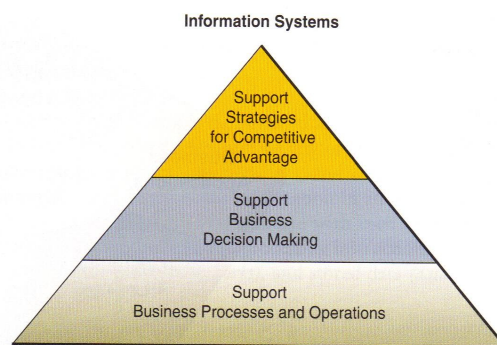 Information Systems
Support
Strategies
for Competitive
Advantage
Support
Business
Decision Making
Support
Business Processes and Operations